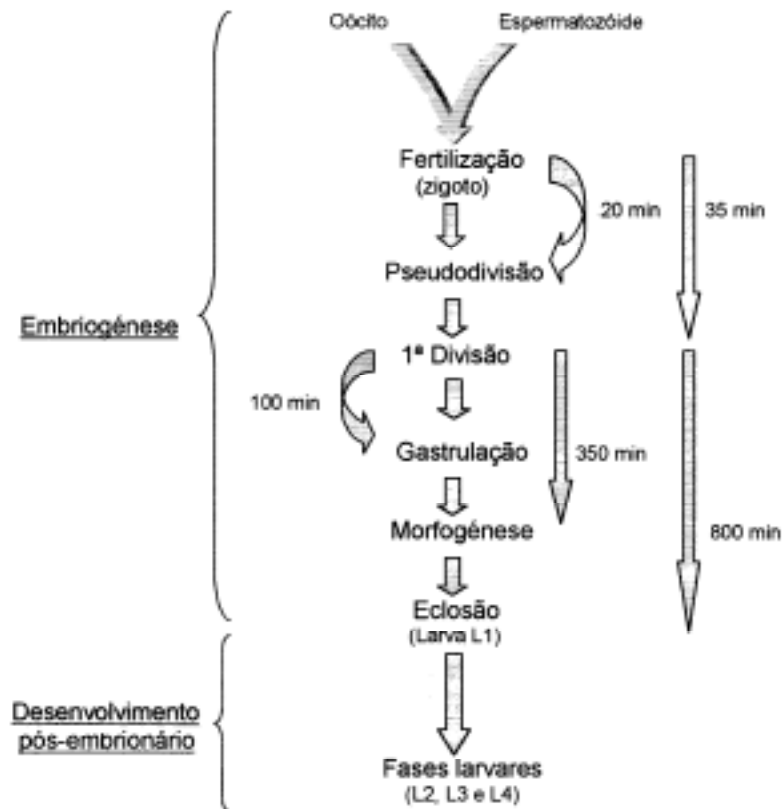 Oócito
Espermatozóide
Fertilização
(zigoto)
20 min
35 min
Pseudodivisão
Embriogénese
1ª Divisão
100 min
Gastrulação
350 min
Morfogénese
800 min
Eclosão
(Larva L1)
Desenvolvimento
pós-embrionário
Fases larvares
(L2, L3 e L4)